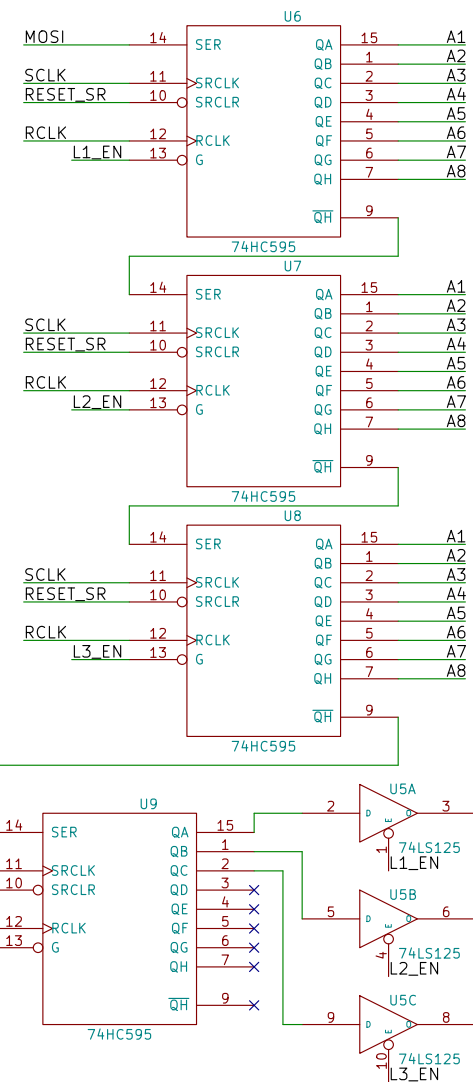 U6
MOSI 14 SER QA 15 A1
QB 1 A2
SCLK 11 SRCLK QC 2 A3
RESET_SR 10 SRCLR QD 3 A4
QE 4 A5
RCLK 12 RCLK QF 5 A6
L1_EN 13 G QG 6 A7
QH 7 A8
QH 9
74HC595
U7
14 SER QA 15 A1
QB 1 A2
SCLK 11 SRCLK QC 2 A3
RESET_SR 10 SRCLR QD 3 A4
QE 4 A5
RCLK 12 RCLK QF 5 A6
L2_EN 13 G QG 6 A7
QH 7 A8
QH 9
74HC595
U8
14 SER QA 15 A1
QB 1 A2
SCLK 11 SRCLK QC 2 A3
RESET_SR 10 SRCLR QD 3 A4
QE 4 A5
RCLK 12 RCLK QF 5 A6
L3_EN 13 G QG 6 A7
QH 7 A8
QH 9
74HC595
U9
14 SER QA 15
QB 1
11 SRCLK QC 2
10 SRCLR QD 3
QE 4
12 RCLK QF 5
13 G QG 6
QH 7
QH 9
74HC595
U5A
2 D O 3
E
1 74LS125
L1_EN
U5B
5 D O 6
E
4 74LS125
L2_EN
U5C
9 D O 8
E
10 74LS125
L3_EN